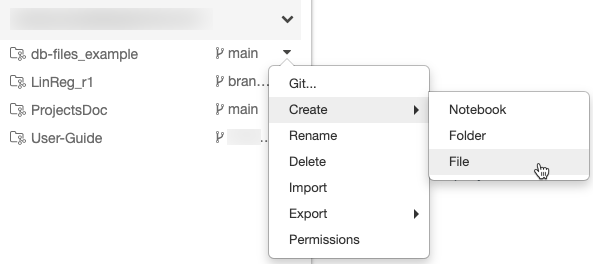 db-files_example main
LinReg_r1 bran...
ProjectsDoc main
User-Guide ...
Git...
Create
Rename
Delete
Import
Export
Permissions
Notebook
Folder
File